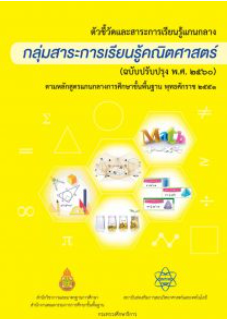 ตัวชี้วัดและสาระการเรียนรู้แกนกลาง
กลุ่มสาระการเรียนรู้คณิตศาสตร์
(ฉบับปรับปรุง พ.ศ. ๒๕๖๐)
ตามหลักสูตรแกนกลางการศึกษาขั้นพื้นฐาน พุทธศักราช ๒๕๕๑
Math
สำนักวิชาการและมาตรฐานการศึกษา
สำนักงานคณะกรรมการการศึกษาขั้นพื้นฐาน
สถาบันส่งเสริมการสอนวิทยาศาสตร์และเทคโนโลยี
กระทรวงศึกษาธิการ